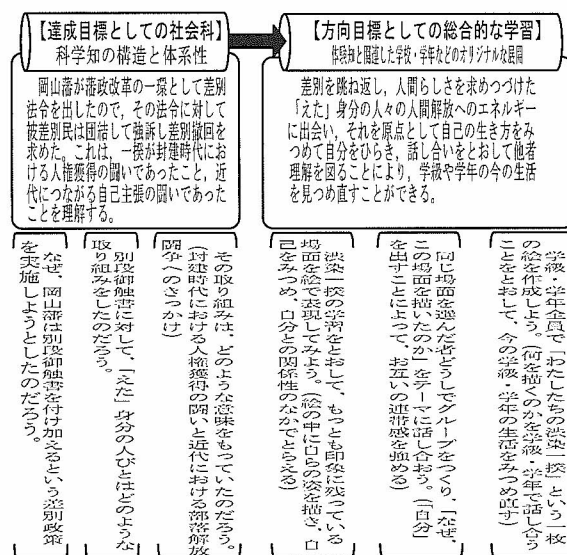 【達成目標としての社会科】
科学知の構造と体系性
岡山藩が藩政改革の一環として差別
法令を出したので，その法令に対して
被差別民は団結して強訴し差別撤回を
求めた。これは，一揆が封建時代にお
ける人権獲得の闘いであったこと，近
代につながる自己主張の闘いであった
ことを理解する。
【方向目標としての総合的な学習】
体験知と関連した学校・学年などのオリジナルな展開
差別を跳ね返し，人間らしさを求めつづけた
「えた」身分の人々の人間解放へのエネルギー
に出会い，それを原点として自己の生き方をみ
つめて自分をひらき，話し合いをとおして他者
理解を図ることにより，学級や学年の今の生活
を見つめ直すことができる。
学級・学年全員で「わたしたちの渋染一揆」という一枚
の絵を作成しよう。（何を描くのかを学級・学年で話し合う
ことをとおして、今の学級・学年の生活をみつめ直す）
同じ場面を選んだ者どうしでグループをつくり、「なぜ、
この場面を描いたのか」をテーマに話し合おう。（「自分」
を出すことによって、お互いの連帯感を強める）
渋染一揆の学習をとおして、もっとも印象に残っている
場面を絵で表現してみよう。（絵の中に自らの姿を描き、自
己をみつめ、自分との関係性のなかでとらえる）
その取り組みは、どのような意味をもっていたのだろう。
（封建時代における人権獲得の闘いと近代における部落解放
闘争へのきっかけ）
別段御触書に対して、「えた」身分の人びとはどのような
取り組みをしたのだろう。
なぜ、岡山藩は別段御触書を付け加えるという差別政策
を実施しようとしたのだろう。